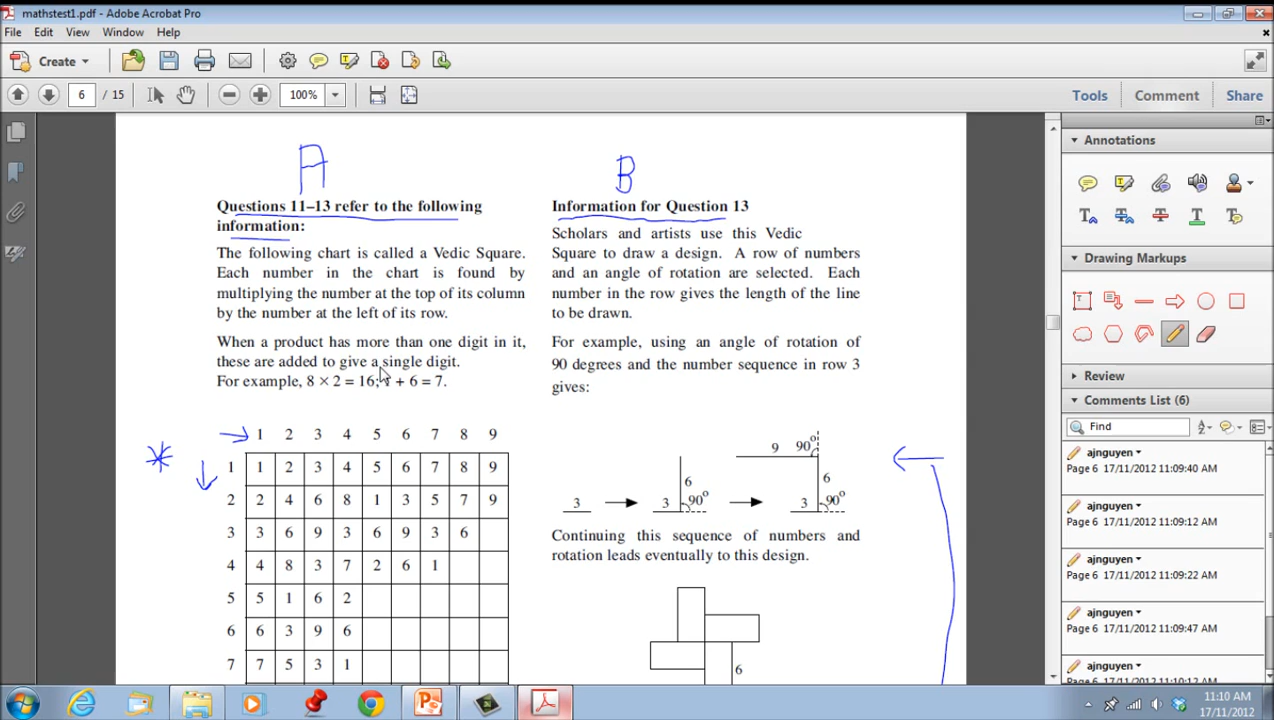 mathstest1.pdf - Adobe Acrobat Pro
File Edit View Window Help
Create
6 / 15 100% Tools Comment Share
A
Questions 11–13 refer to the following
information:
The following chart is called a Vedic Square.
Each number in the chart is found by
multiplying the number at the top of its column
by the number at the left of its row.
When a product has more than one digit in it,
these are added to give a single digit.
For example, 8 × 2 = 16; + 6 = 7.
1 2 3 4 5 6 7 8 9
1 1 2 3 4 5 6 7 8 9
2 2 4 6 8 1 3 5 7 9
3 3 6 9 3 6 9 3 6
4 4 8 3 7 2 6 1
5 5 1 6 2
6 6 3 9 6
7 7 5 3 1
B
Information for Question 13
Scholars and artists use this Vedic
Square to draw a design. A row of numbers
and an angle of rotation are selected. Each
number in the row gives the length of the line
to be drawn.
For example, using an angle of rotation of
90 degrees and the number sequence in row 3
gives:
9 90°
6 6
3 3 90° 3 90°
Continuing this sequence of numbers and
rotation leads eventually to this design.
6
Annotations
T T T T
Drawing Markups
T
Review
Comments List (6)
Find
ajnguyen
Page 6 17/11/2012 11:09:40 AM
ajnguyen
Page 6 17/11/2012 11:09:12 AM
ajnguyen
Page 6 17/11/2012 11:09:22 AM
ajnguyen
Page 6 17/11/2012 11:09:47 AM
ajnguyen
Page 6 17/11/2012 11:10:12 AM
11:10 AM
17/11/2012